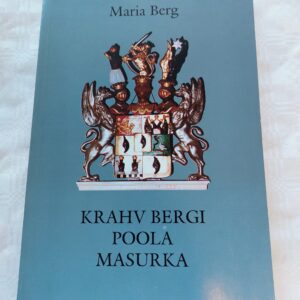 Maria Berg
KRAHV BERGI
POOLA
MASURKA